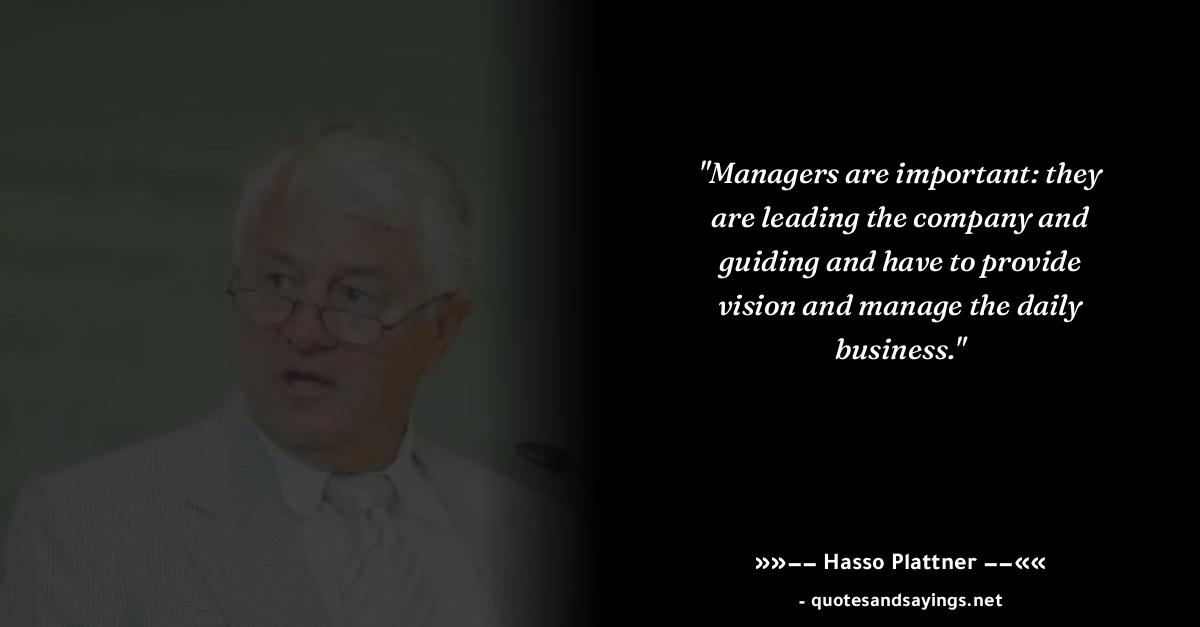 "Managers are important: they
are leading the company and
guiding and have to provide
vision and manage the daily
business."
»»–– Hasso Plattner ––««
- quotesandsayings.net